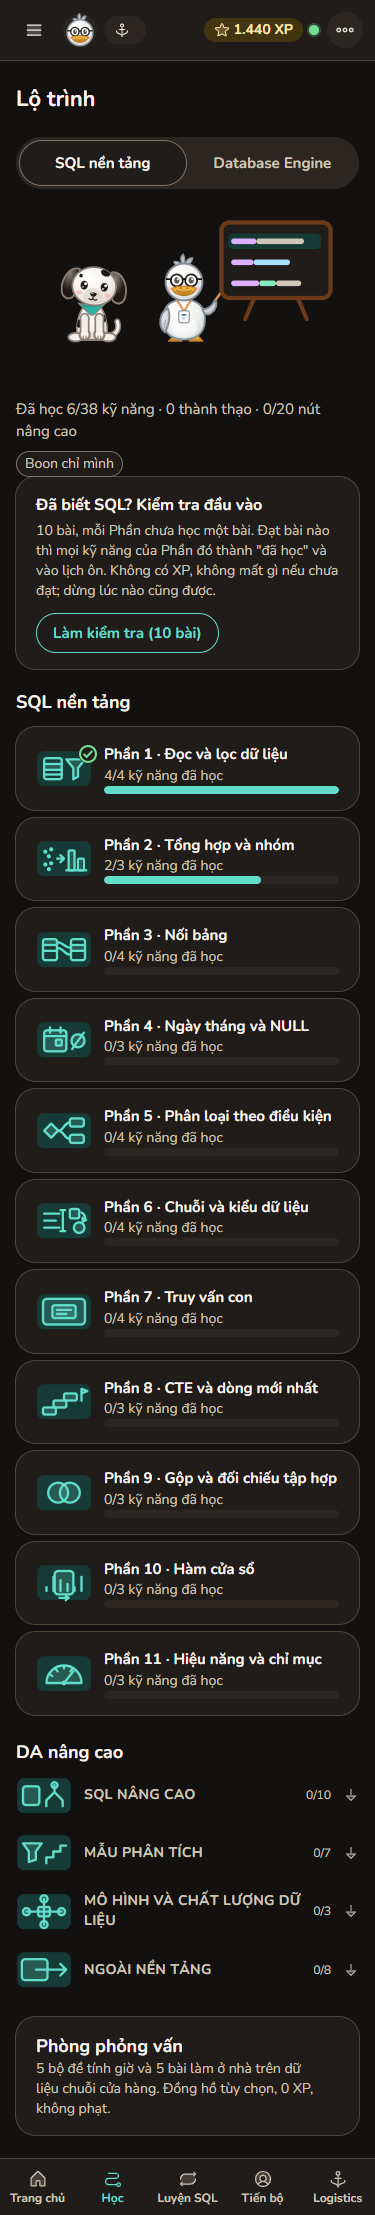 1.440 XP
Lộ trình
SQL nền tảng
Database Engine
Đã học 6/38 kỹ năng · 0 thành thạo · 0/20 nút
nâng cao
Boon chỉ mình
Đã biết SQL? Kiểm tra đầu vào
10 bài, mỗi Phần chưa học một bài. Đạt bài nào
thì mọi kỹ năng của Phần đó thành "đã học" và
vào lịch ôn. Không có XP, không mất gì nếu chưa
đạt; dừng lúc nào cũng được.
Làm kiểm tra (10 bài)
SQL nền tảng
Phần 1 · Đọc và lọc dữ liệu
4/4 kỹ năng đã học
Phần 2 · Tổng hợp và nhóm
2/3 kỹ năng đã học
Phần 3 · Nối bảng
0/4 kỹ năng đã học
Phần 4 · Ngày tháng và NULL
0/3 kỹ năng đã học
Phần 5 · Phân loại theo điều kiện
0/4 kỹ năng đã học
Phần 6 · Chuỗi và kiểu dữ liệu
0/4 kỹ năng đã học
Phần 7 · Truy vấn con
0/4 kỹ năng đã học
Phần 8 · CTE và dòng mới nhất
0/3 kỹ năng đã học
Phần 9 · Gộp và đối chiếu tập hợp
0/3 kỹ năng đã học
Phần 10 · Hàm cửa sổ
0/3 kỹ năng đã học
Phần 11 · Hiệu năng và chỉ mục
0/3 kỹ năng đã học
DA nâng cao
SQL NÂNG CAO 0/10
MẪU PHÂN TÍCH 0/7
MÔ HÌNH VÀ CHẤT LƯỢNG DỮ
LIỆU 0/3
NGOÀI NỀN TẢNG 0/8
Phòng phỏng vấn
5 bộ đề tính giờ và 5 bài làm ở nhà trên dữ
liệu chuỗi cửa hàng. Đồng hồ tùy chọn, 0 XP,
không phạt.
Trang chủ Học Luyện SQL Tiến bộ Logistics